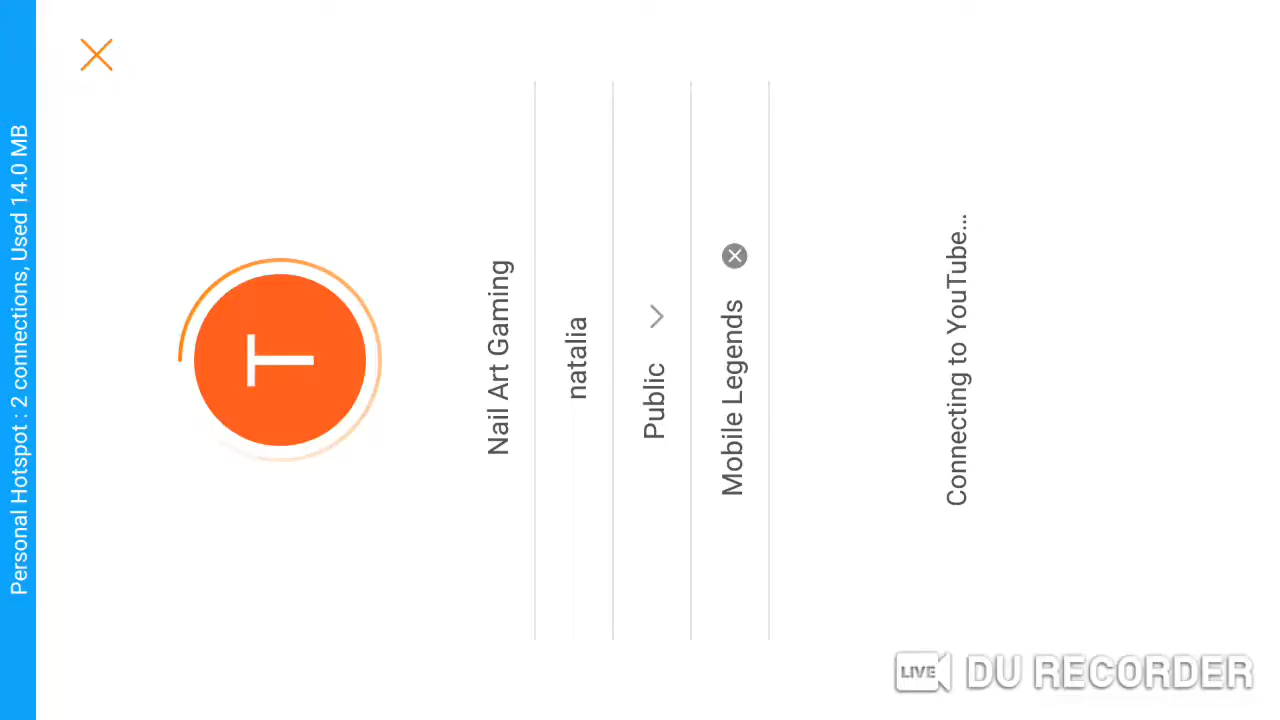 Personal Hotspot : 2 connections, Used 14.0 MB
T
Nail Art Gaming
natalia
Public
Mobile Legends
Connecting to YouTube...
LIVE DU RECORDER